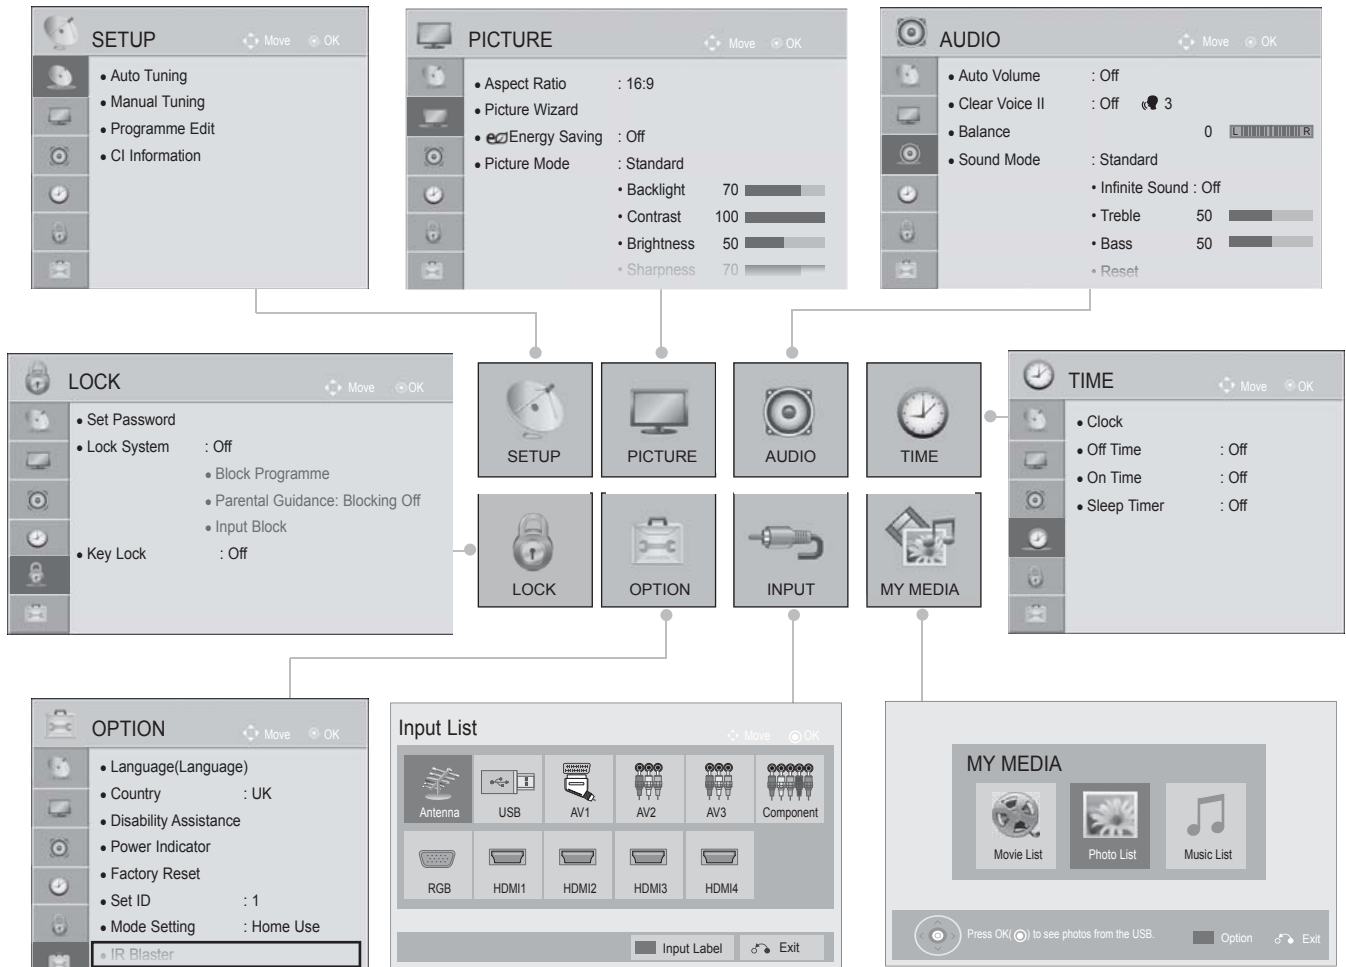 SETUP
Move OK
• Auto Tuning
• Manual Tuning
• Programme Edit
• CI Information
PICTURE
Move OK
• Aspect Ratio : 16:9
• Picture Wizard
• eco Energy Saving : Off
• Picture Mode : Standard
• Backlight 70
• Contrast 100
• Brightness 50
• Sharpness 70
AUDIO
Move OK
• Auto Volume : Off
• Clear Voice II : Off 3
• Balance 0 L R
• Sound Mode : Standard
• Infinite Sound : Off
• Treble 50
• Bass 50
• Reset
LOCK
Move OK
• Set Password
• Lock System : Off
• Block Programme
• Parental Guidance: Blocking Off
• Input Block
• Key Lock : Off
SETUP
PICTURE
AUDIO
TIME
LOCK
OPTION
INPUT
MY MEDIA
TIME
Move OK
• Clock
• Off Time : Off
• On Time : Off
• Sleep Timer : Off
OPTION
Move OK
• Language(Language)
• Country : UK
• Disability Assistance
• Power Indicator
• Factory Reset
• Set ID : 1
• Mode Setting : Home Use
• IR Blaster
Input List
Move OK
Antenna USB AV1 AV2 AV3 Component
RGB HDMI1 HDMI2 HDMI3 HDMI4
Input Label Exit
MY MEDIA
Movie List Photo List Music List
Press OK( ) to see photos from the USB.
Option Exit